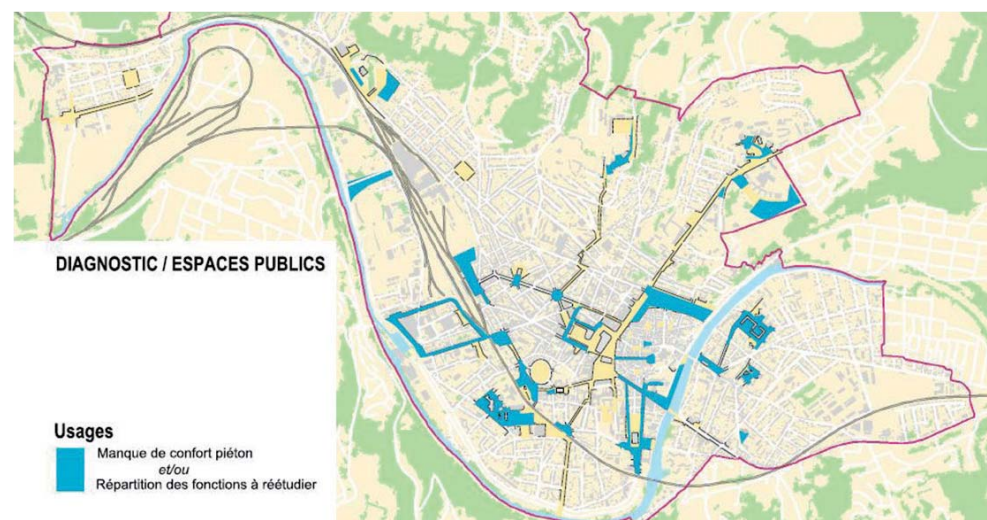 DIAGNOSTIC / ESPACES PUBLICS
Usages
Manque de confort piéton
et/ou
Répartition des fonctions à réétudier